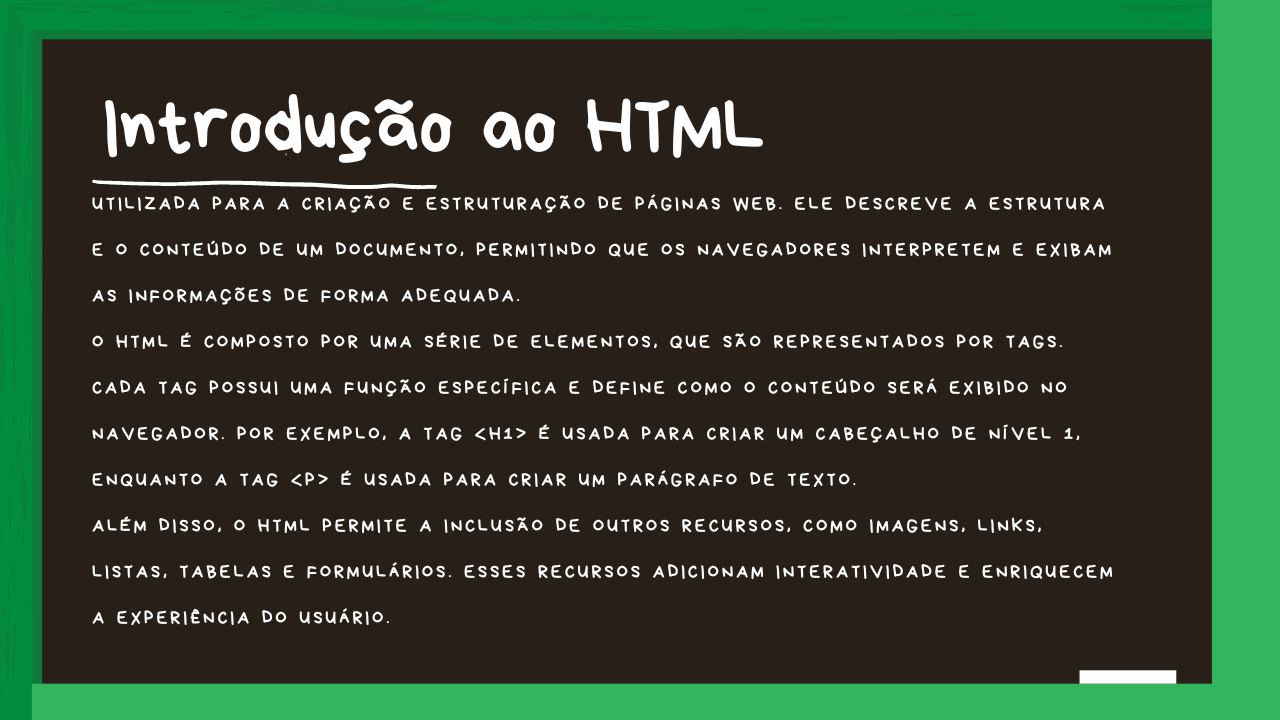 Introdução ao HTML
UTILIZADA PARA A CRIAÇÃO E ESTRUTURAÇÃO DE PÁGINAS WEB. ELE DESCREVE A ESTRUTURA
E O CONTEÚDO DE UM DOCUMENTO, PERMITINDO QUE OS NAVEGADORES INTERPRETEM E EXIBAM
AS INFORMAÇÕES DE FORMA ADEQUADA.
O HTML É COMPOSTO POR UMA SÉRIE DE ELEMENTOS, QUE SÃO REPRESENTADOS POR TAGS.
CADA TAG POSSUI UMA FUNÇÃO ESPECÍFICA E DEFINE COMO O CONTEÚDO SERÁ EXIBIDO NO
NAVEGADOR. POR EXEMPLO, A TAG <H1> É USADA PARA CRIAR UM CABEÇALHO DE NÍVEL 1,
ENQUANTO A TAG <P> É USADA PARA CRIAR UM PARÁGRAFO DE TEXTO.
ALÉM DISSO, O HTML PERMITE A INCLUSÃO DE OUTROS RECURSOS, COMO IMAGENS, LINKS,
LISTAS, TABELAS E FORMULÁRIOS. ESSES RECURSOS ADICIONAM INTERATIVIDADE E ENRIQUECEM
A EXPERIÊNCIA DO USUÁRIO.